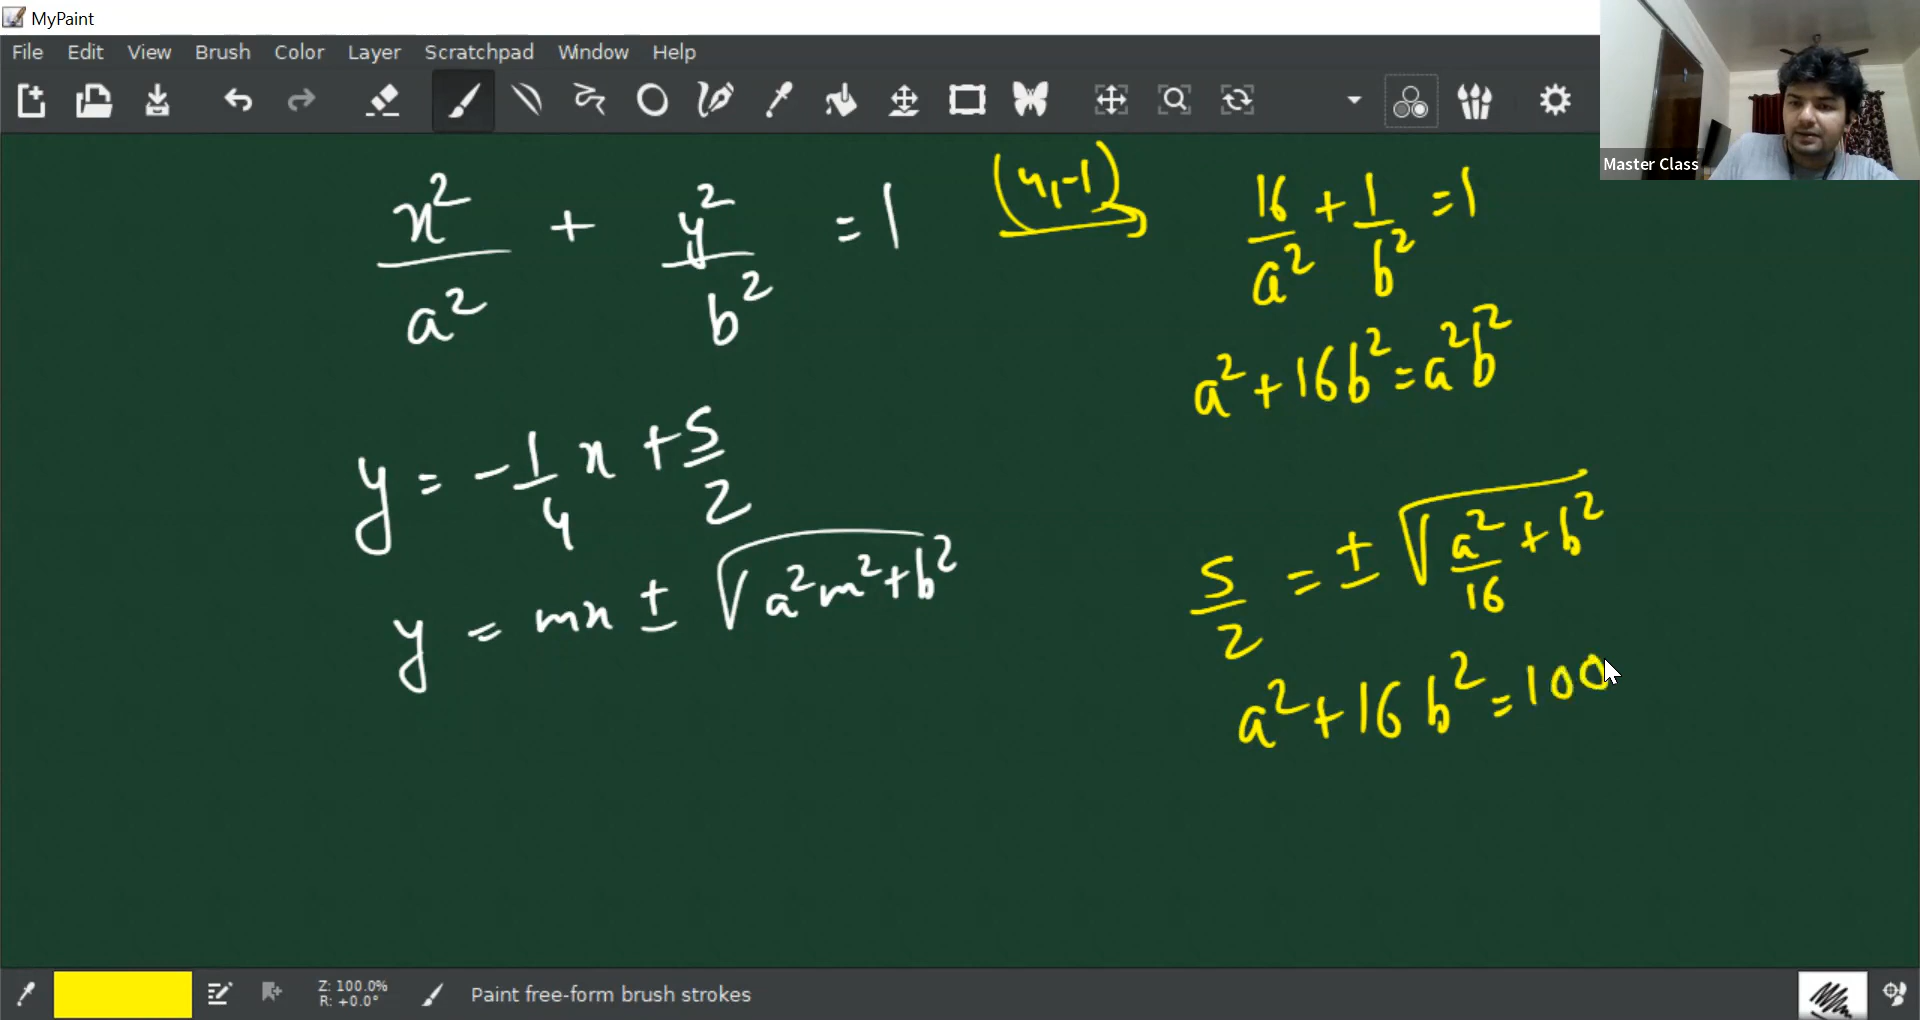 MyPaint
File Edit View Brush Color Layer Scratchpad Window Help
Master Class
x²/a² + y²/b² = 1
(4,-1)
16/a² + 1/b² = 1
a² + 16b² = a²b²
y = -1/4 x + 5/2
y = mx ± √(a²m² + b²)
5/2 = ± √(a²/16 + b²)
a² + 16b² = 100
Z: 100.0%
R: +0.0°
Paint free-form brush strokes